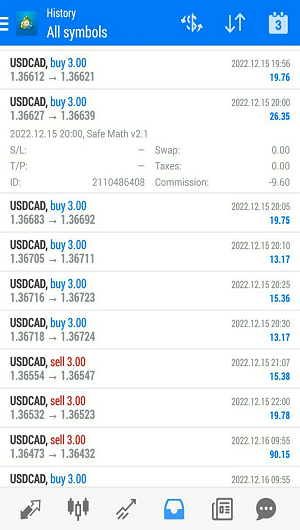 History
All symbols
3
USDCAD, buy 3.00 2022.12.15 19:56
1.36612 → 1.36621 19.76
USDCAD, buy 3.00 2022.12.15 20:00
1.36627 → 1.36639 26.35
2022.12.15 20:00, Safe Math v2.1
S/L: – Swap: 0.00
T/P: – Taxes: 0.00
ID: 2110486408 Commission: -9.60
USDCAD, buy 3.00 2022.12.15 20:05
1.36683 → 1.36692 19.75
USDCAD, buy 3.00 2022.12.15 20:10
1.36705 → 1.36711 13.17
USDCAD, buy 3.00 2022.12.15 20:25
1.36716 → 1.36723 15.36
USDCAD, buy 3.00 2022.12.15 20:30
1.36718 → 1.36724 13.17
USDCAD, sell 3.00 2022.12.15 21:07
1.36554 → 1.36547 15.38
USDCAD, sell 3.00 2022.12.15 22:00
1.36532 → 1.36523 19.78
USDCAD, sell 3.00 2022.12.16 09:55
1.36473 → 1.36432 90.15
USDCAD, buy 3.00 2022.12.16 09:55